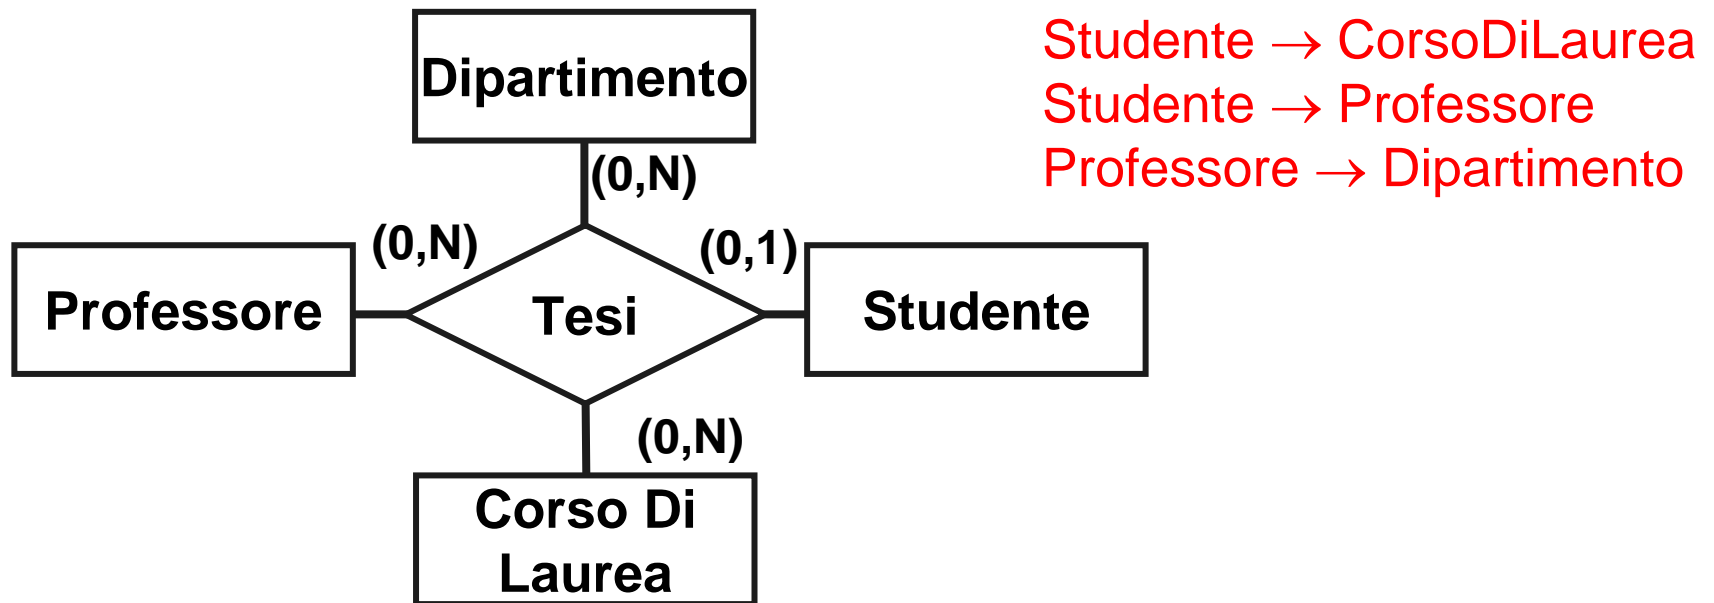 Dipartimento
Studente → CorsoDiLaurea
Studente → Professore
Professore → Dipartimento
(0,N)
(0,N)
(0,1)
Professore
Tesi
Studente
(0,N)
Corso Di
Laurea